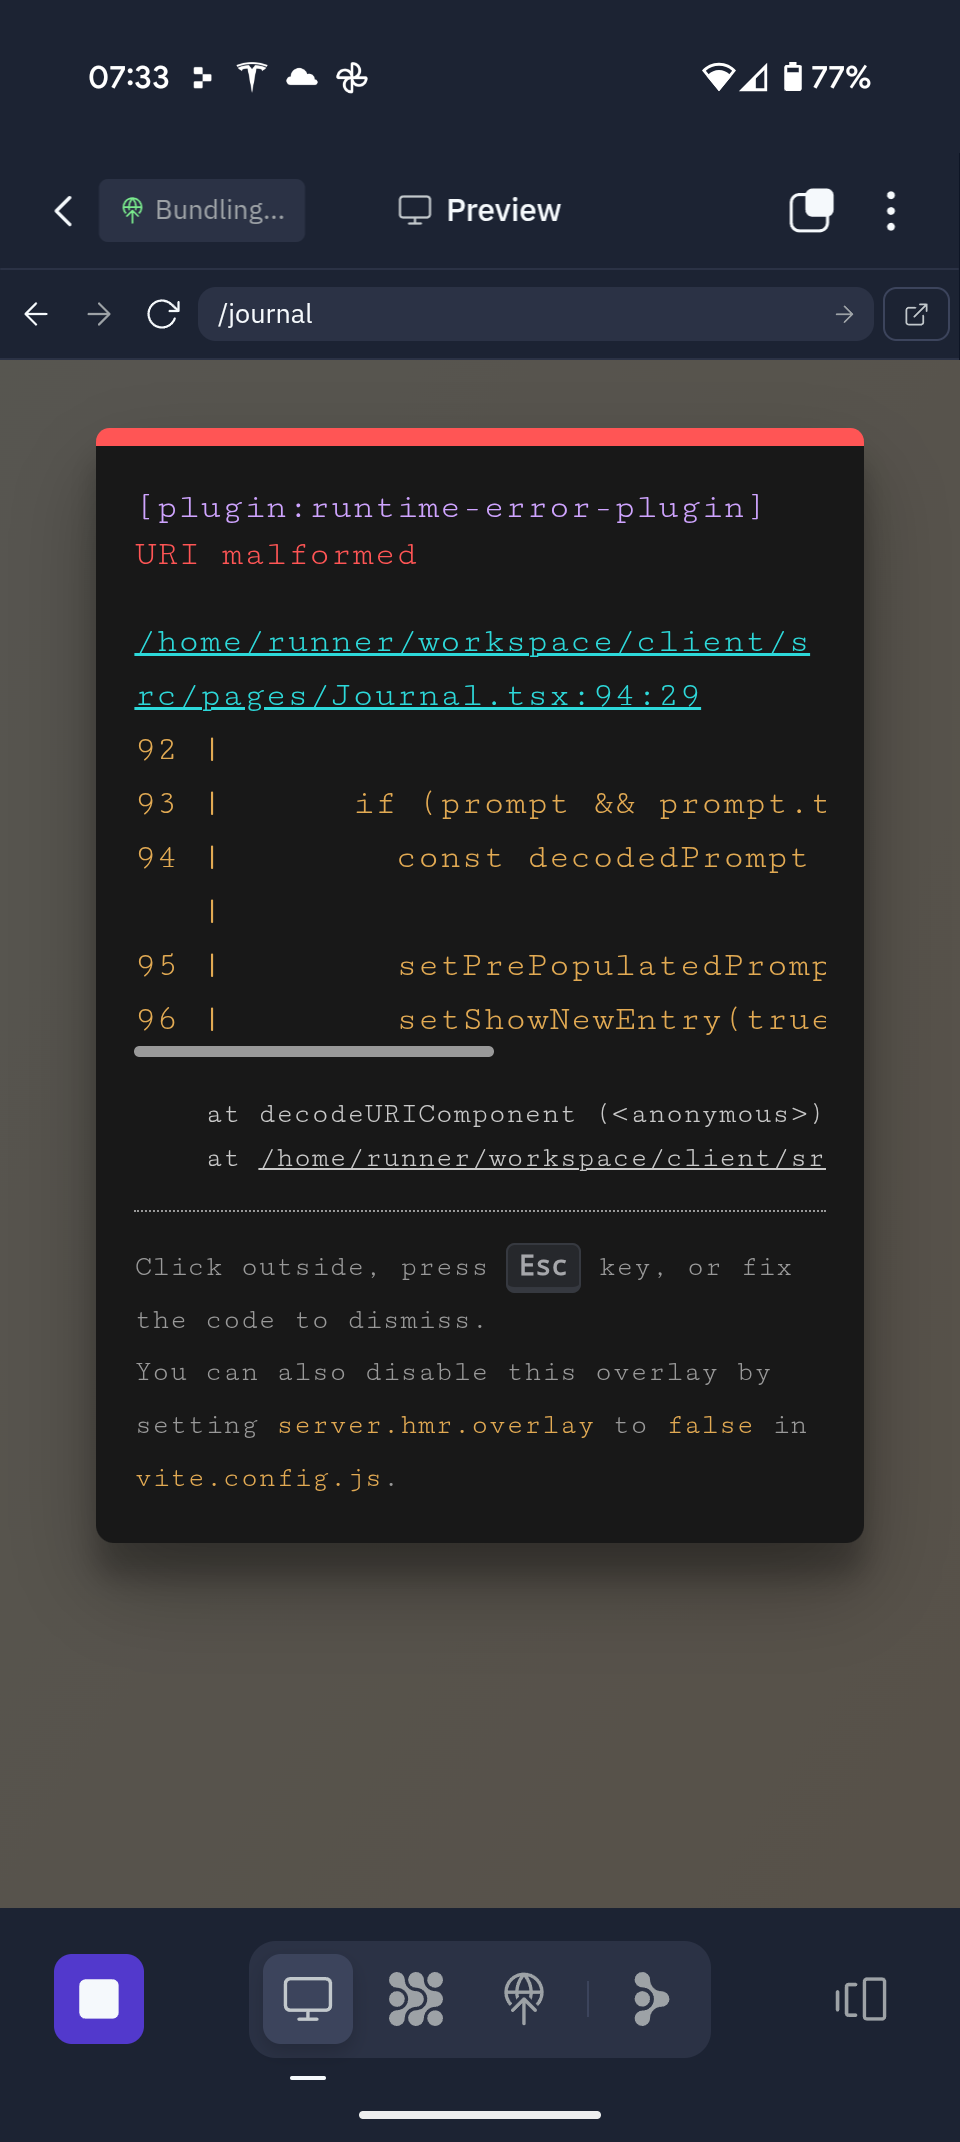 07:33 77%
Bundling... Preview
/journal
[plugin:runtime-error-plugin]
URI malformed
/home/runner/workspace/client/s
rc/pages/Journal.tsx:94:29
92 |
93 | if (prompt && prompt.t
94 | const decodedPrompt
|
95 | setPrePopulatedPromp
96 | setShowNewEntry(true
at decodeURIComponent (<anonymous>)
at /home/runner/workspace/client/sr
Click outside, press Esc key, or fix
the code to dismiss.
You can also disable this overlay by
setting server.hmr.overlay to false in
vite.config.js.